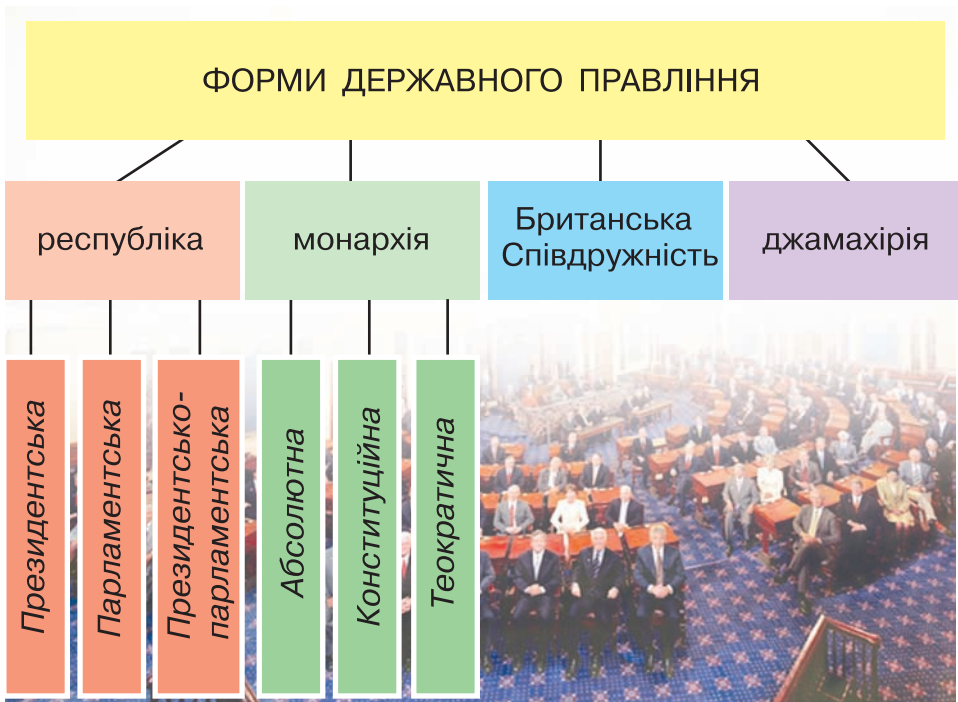 ФОРМИ ДЕРЖАВНОГО ПРАВЛІННЯ
республіка
монархія
Британська
Співдружність
джамахірія
Президентська
Парламентська
Президентсько-
парламентська
Абсолютна
Конституційна
Теократична